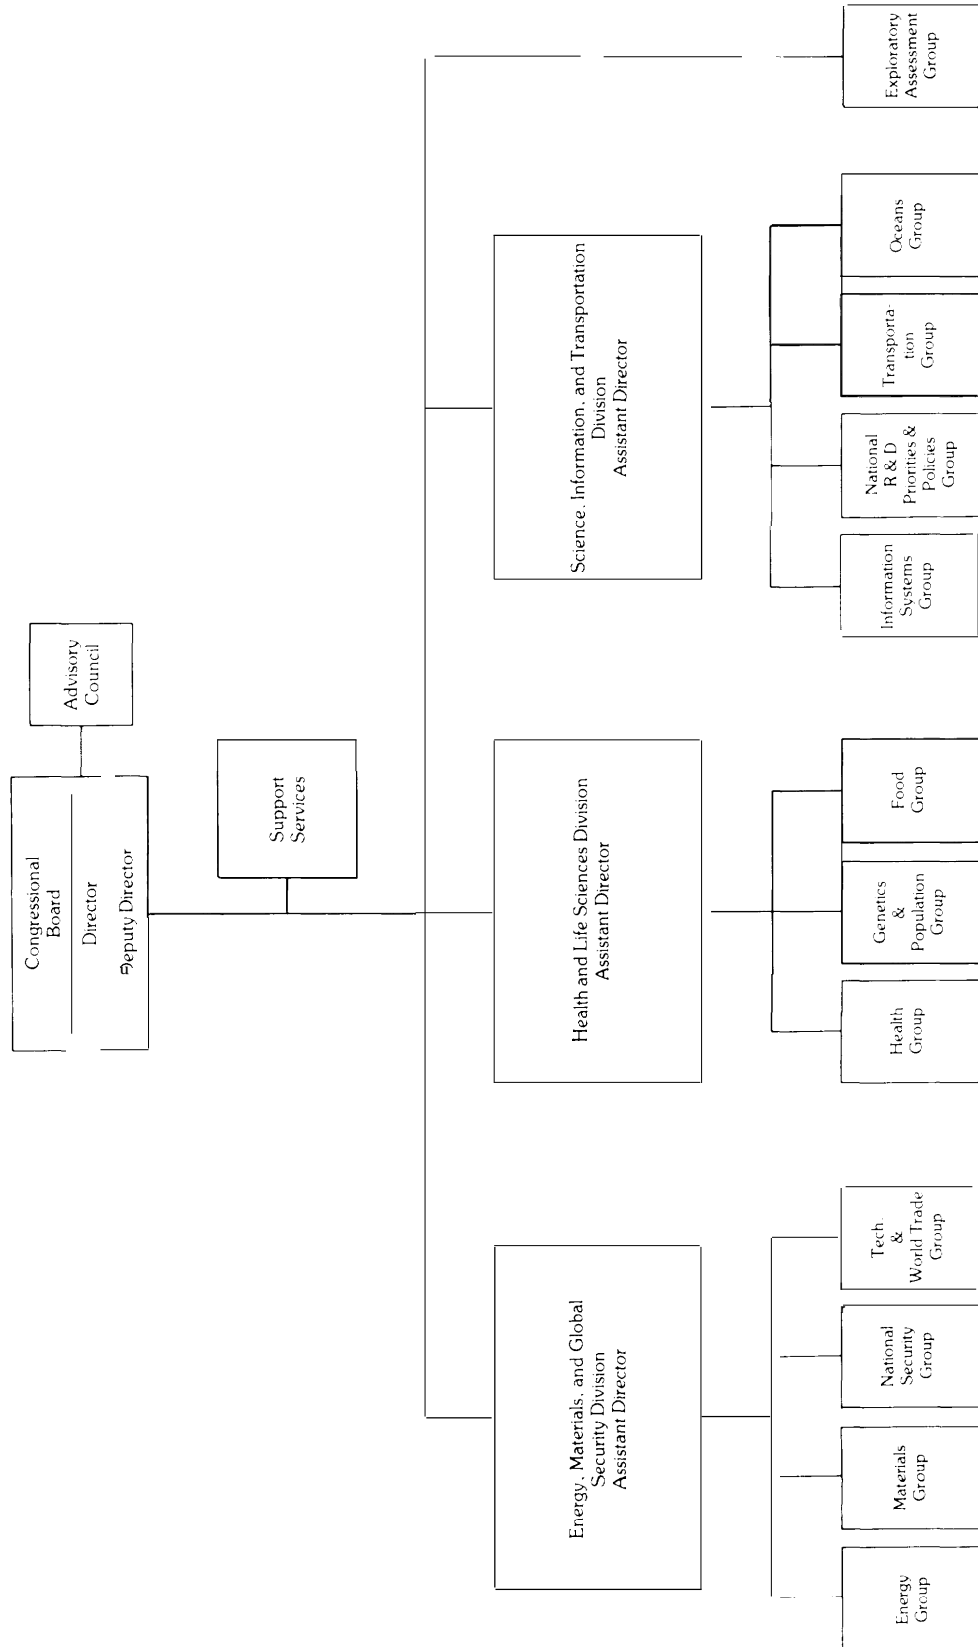 Congressional
Board
Director
Deputy Director
Advisory
Council
Support
Services
Energy, Materials, and Global
Security Division
Assistant Director
Health and Life Sciences Division
Assistant Director
Science, Information, and Transportation
Division
Assistant Director
Energy
Group
Materials
Group
National
Security
Group
Tech.
&
World Trade
Group
Health
Group
Genetics
&
Population
Group
Food
Group
Information
Systems
Group
National
R & D
Priorities &
Policies
Group
Transporta-
tion
Group
Oceans
Group
Exploratory
Assessment
Group